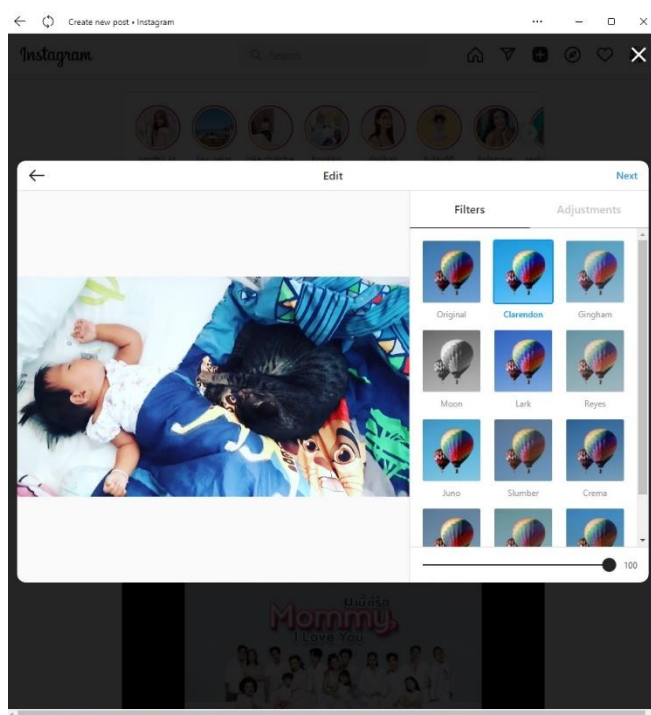 Create new post • Instagram
Instagram
Search
Edit
Next
Filters
Adjustments
Original
Clarendon
Gingham
Moon
Lark
Reyes
Juno
Slumber
Crema
100
Mommy,
I Love You